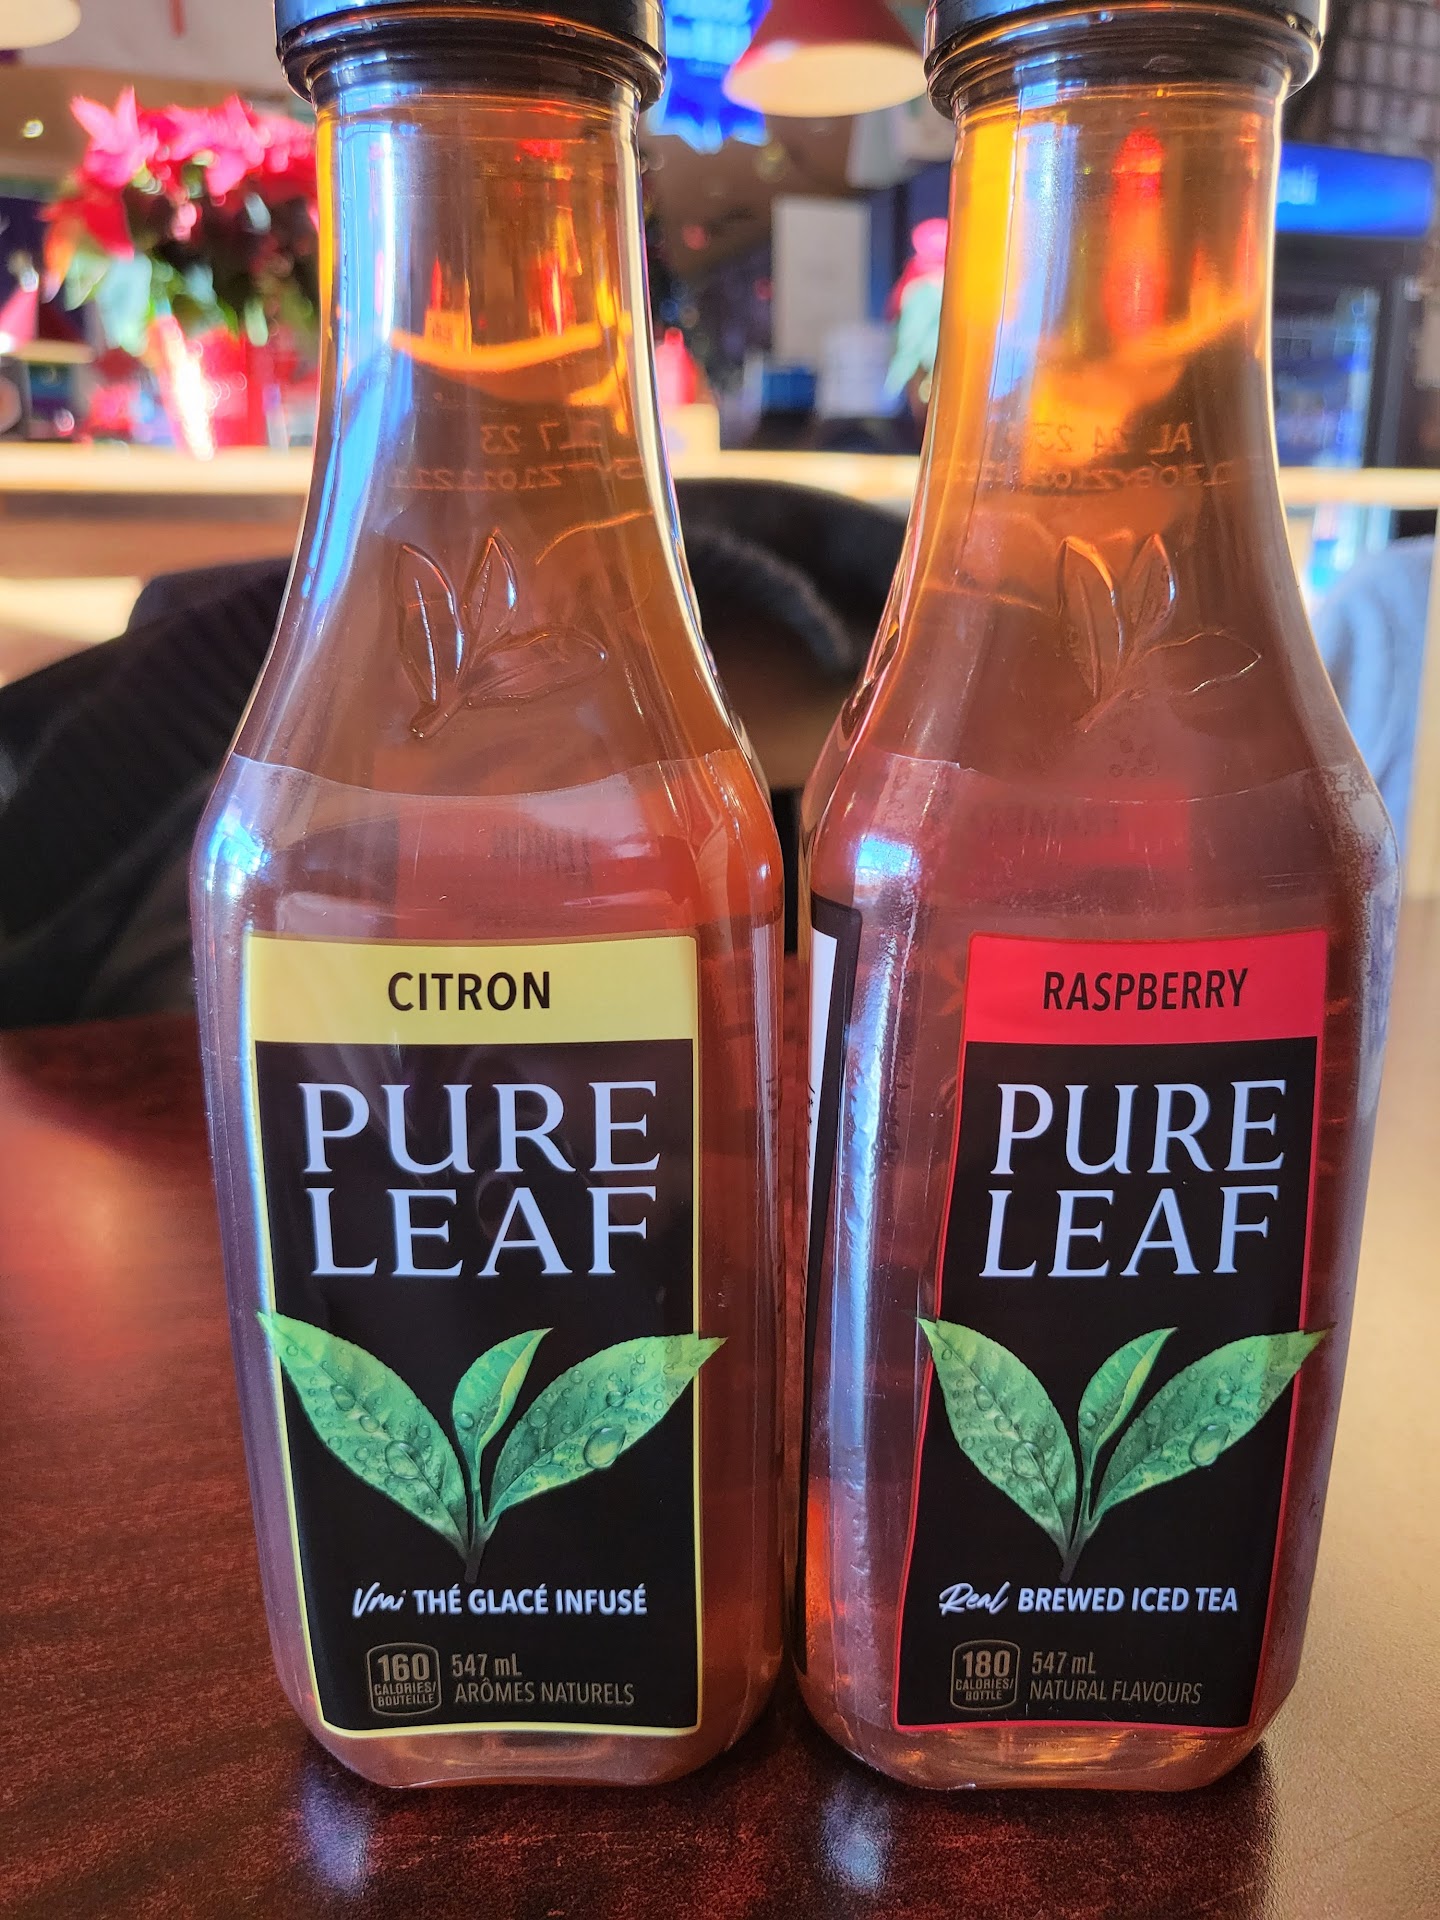 CITRON
PURE
LEAF
Vrai THÉ GLACÉ INFUSÉ
160
CALORIES/
BOUTEILLE
547 mL
ARÔMES NATURELS
RASPBERRY
PURE
LEAF
Real BREWED ICED TEA
180
CALORIES/
BOTTLE
547 mL
NATURAL FLAVOURS